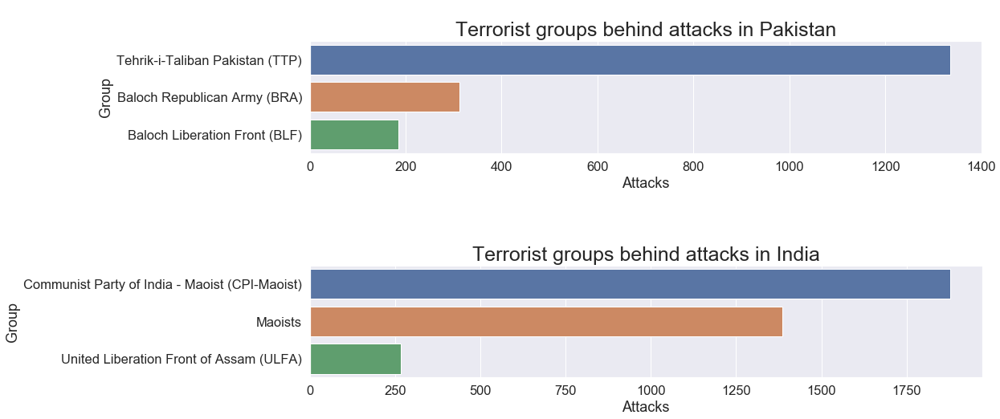 Terrorist groups behind attacks in Pakistan
Group
Tehrik-i-Taliban Pakistan (TTP)
Baloch Republican Army (BRA)
Baloch Liberation Front (BLF)
0 200 400 600 800 1000 1200 1400
Attacks
Terrorist groups behind attacks in India
Group
Communist Party of India - Maoist (CPI-Maoist)
Maoists
United Liberation Front of Assam (ULFA)
0 250 500 750 1000 1250 1500 1750
Attacks